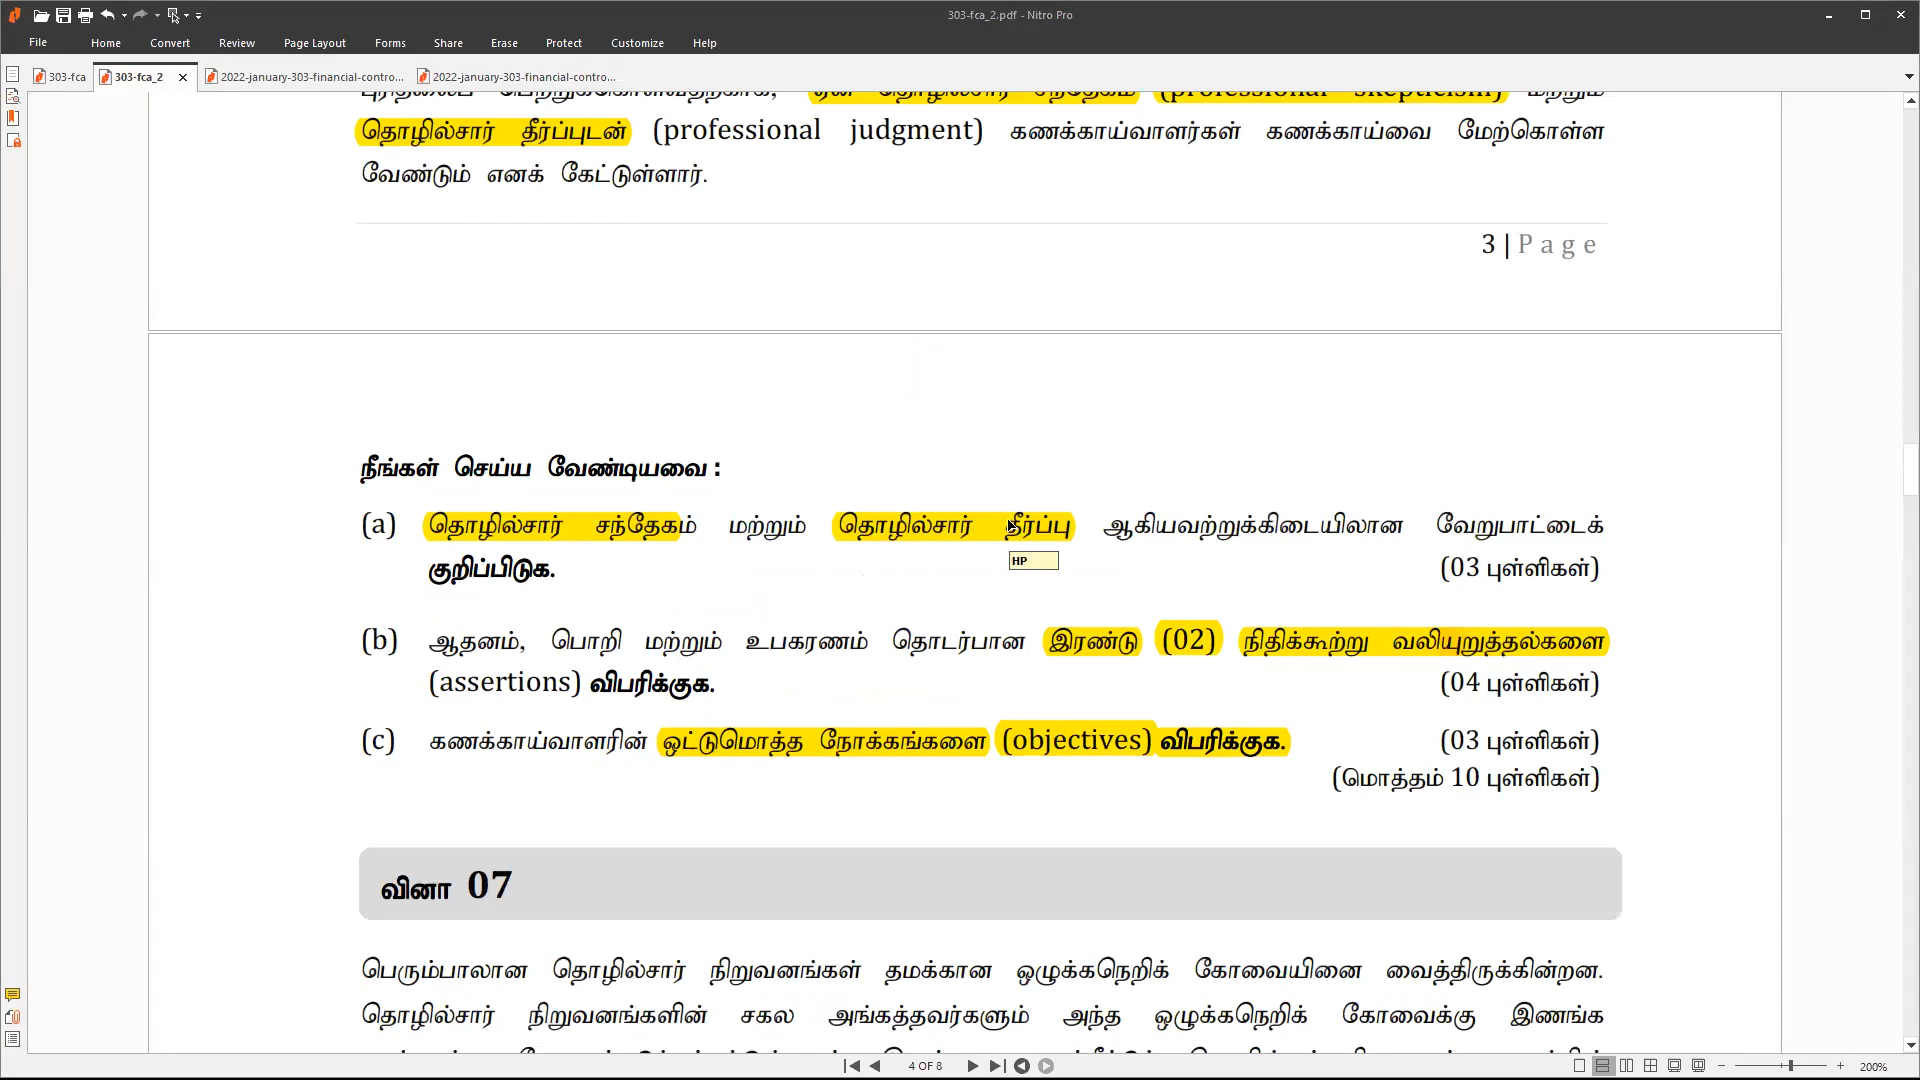 303-fca_2.pdf - Nitro Pro
File Home Convert Review Page Layout Forms Share Erase Protect Customize Help
303-fca 303-fca_2 2022-january-303-financial-contro... 2022-january-303-financial-contro...
(professional skepticism) மற்றும்
தொழில்சார் தீர்ப்புடன் (professional judgment) கணக்காய்வாளர்கள் கணக்காய்வை மேற்கொள்ள
வேண்டும் எனக் கேட்டுள்ளார்.
3 | Page
நீங்கள் செய்ய வேண்டியவை :
(a) தொழில்சார் சந்தேகம் மற்றும் தொழில்சார் தீர்ப்பு ஆகியவற்றுக்கிடையிலான வேறுபாட்டைக்
குறிப்பிடுக. (03 புள்ளிகள்)
HP
(b) ஆதனம், பொறி மற்றும் உபகரணம் தொடர்பான இரண்டு (02) நிதிக்கூற்று வலியுறுத்தல்களை
(assertions) விபரிக்குக. (04 புள்ளிகள்)
(c) கணக்காய்வாளரின் ஒட்டுமொத்த நோக்கங்களை (objectives) விபரிக்குக. (03 புள்ளிகள்)
(மொத்தம் 10 புள்ளிகள்)
வினா 07
பெரும்பாலான தொழில்சார் நிறுவனங்கள் தமக்கான ஒழுக்கநெறிக் கோவையினை வைத்திருக்கின்றன.
தொழில்சார் நிறுவனங்களின் சகல அங்கத்தவர்களும் அந்த ஒழுக்கநெறிக் கோவைக்கு இணங்க
4 OF 8
200%